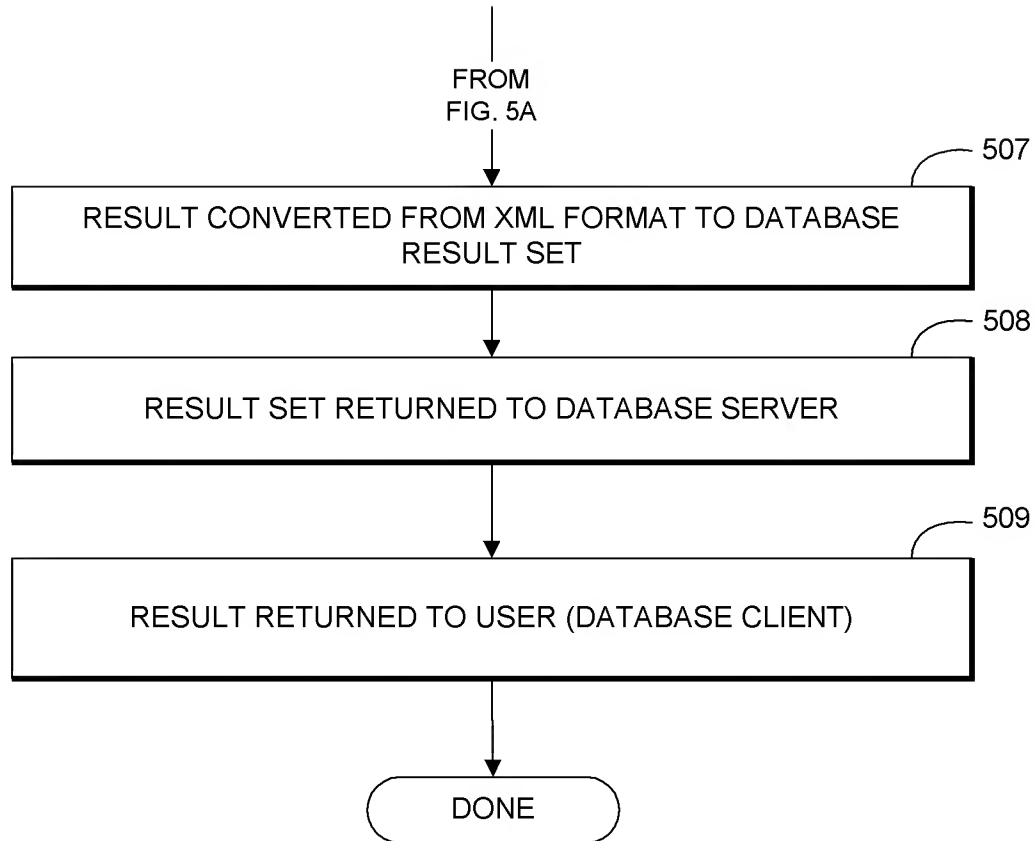 FROM
FIG. 5A
507
RESULT CONVERTED FROM XML FORMAT TO DATABASE
RESULT SET
508
RESULT SET RETURNED TO DATABASE SERVER
509
RESULT RETURNED TO USER (DATABASE CLIENT)
DONE